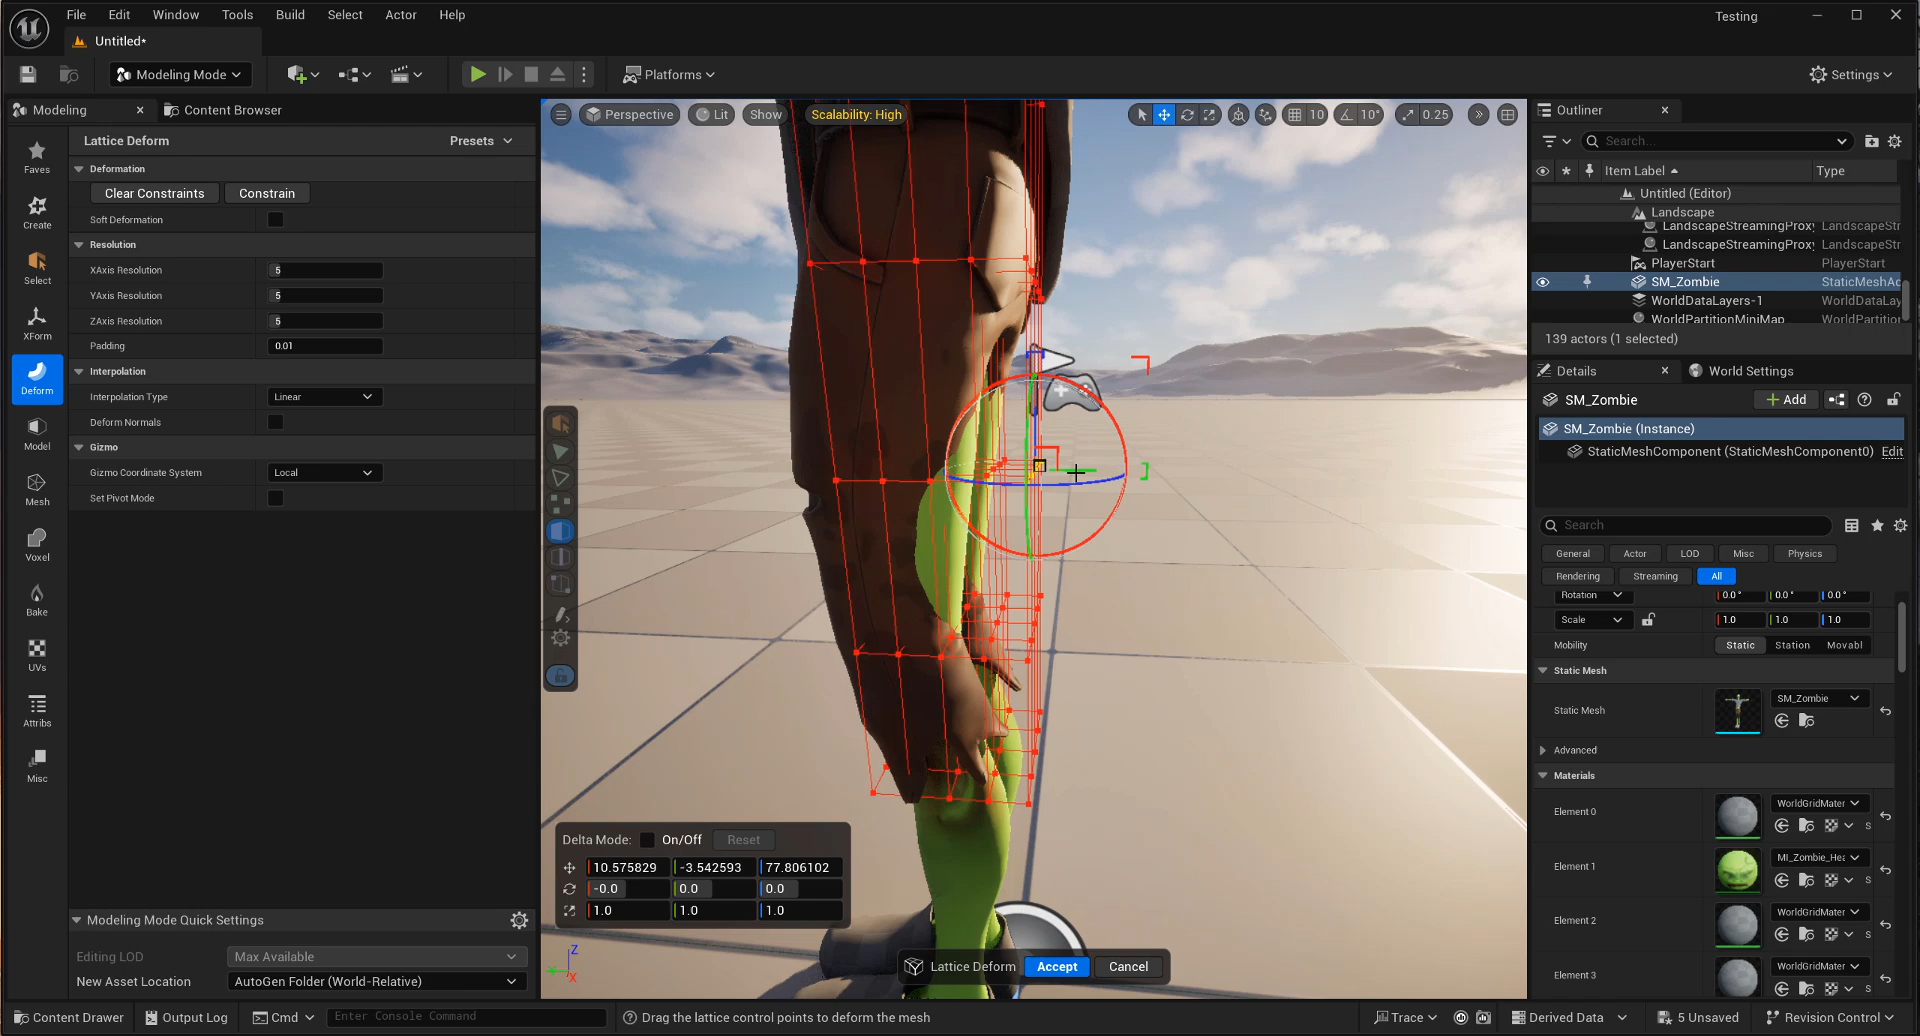 File Edit Window Tools Build Select Actor Help
Testing
Untitled*
Modeling Mode
Platforms
Settings
Modeling
Content Browser
Perspective
Lit
Show
Scalability: High
10
10°
0.25
Outliner
Lattice Deform
Presets
Search...
Deformation
Item Label
Type
Clear Constraints
Constrain
Soft Deformation
Resolution
XAxis Resolution
5
YAxis Resolution
5
ZAxis Resolution
5
Padding
0.01
Interpolation
Interpolation Type
Linear
Deform Normals
Gizmo
Gizmo Coordinate System
Local
Set Pivot Mode
Faves
Create
Select
XForm
Deform
Model
Mesh
Voxel
Bake
UVs
Attribs
Misc
Modeling Mode Quick Settings
Editing LOD
Max Available
New Asset Location
AutoGen Folder (World-Relative)
Delta Mode:
On/Off
Reset
10.575829
-3.542593
77.806102
-0.0
0.0
0.0
1.0
1.0
1.0
Z
Y
X
Lattice Deform
Accept
Cancel
Untitled (Editor)
Landscape
LandscapeStreamingProxy
LandscapeStr
LandscapeStreamingProxy
LandscapeStr
PlayerStart
PlayerStart
SM_Zombie
StaticMeshAc
WorldDataLayers-1
WorldDataLay
WorldPartitionMiniMap
WorldPartition
139 actors (1 selected)
Details
World Settings
SM_Zombie
Add
SM_Zombie (Instance)
StaticMeshComponent (StaticMeshComponent0)
Edit
Search
General
Actor
LOD
Misc
Physics
Rendering
Streaming
All
Rotation
0.0°
0.0°
0.0°
Scale
1.0
1.0
1.0
Mobility
Static
Station
Movabl
Static Mesh
Static Mesh
SM_Zombie
Advanced
Materials
Element 0
WorldGridMater
S
Element 1
MI_Zombie_Hea
S
Element 2
WorldGridMater
S
Element 3
WorldGridMater
S
Content Drawer
Output Log
Cmd
Enter Console Command
Drag the lattice control points to deform the mesh
Trace
Derived Data
5 Unsaved
Revision Control